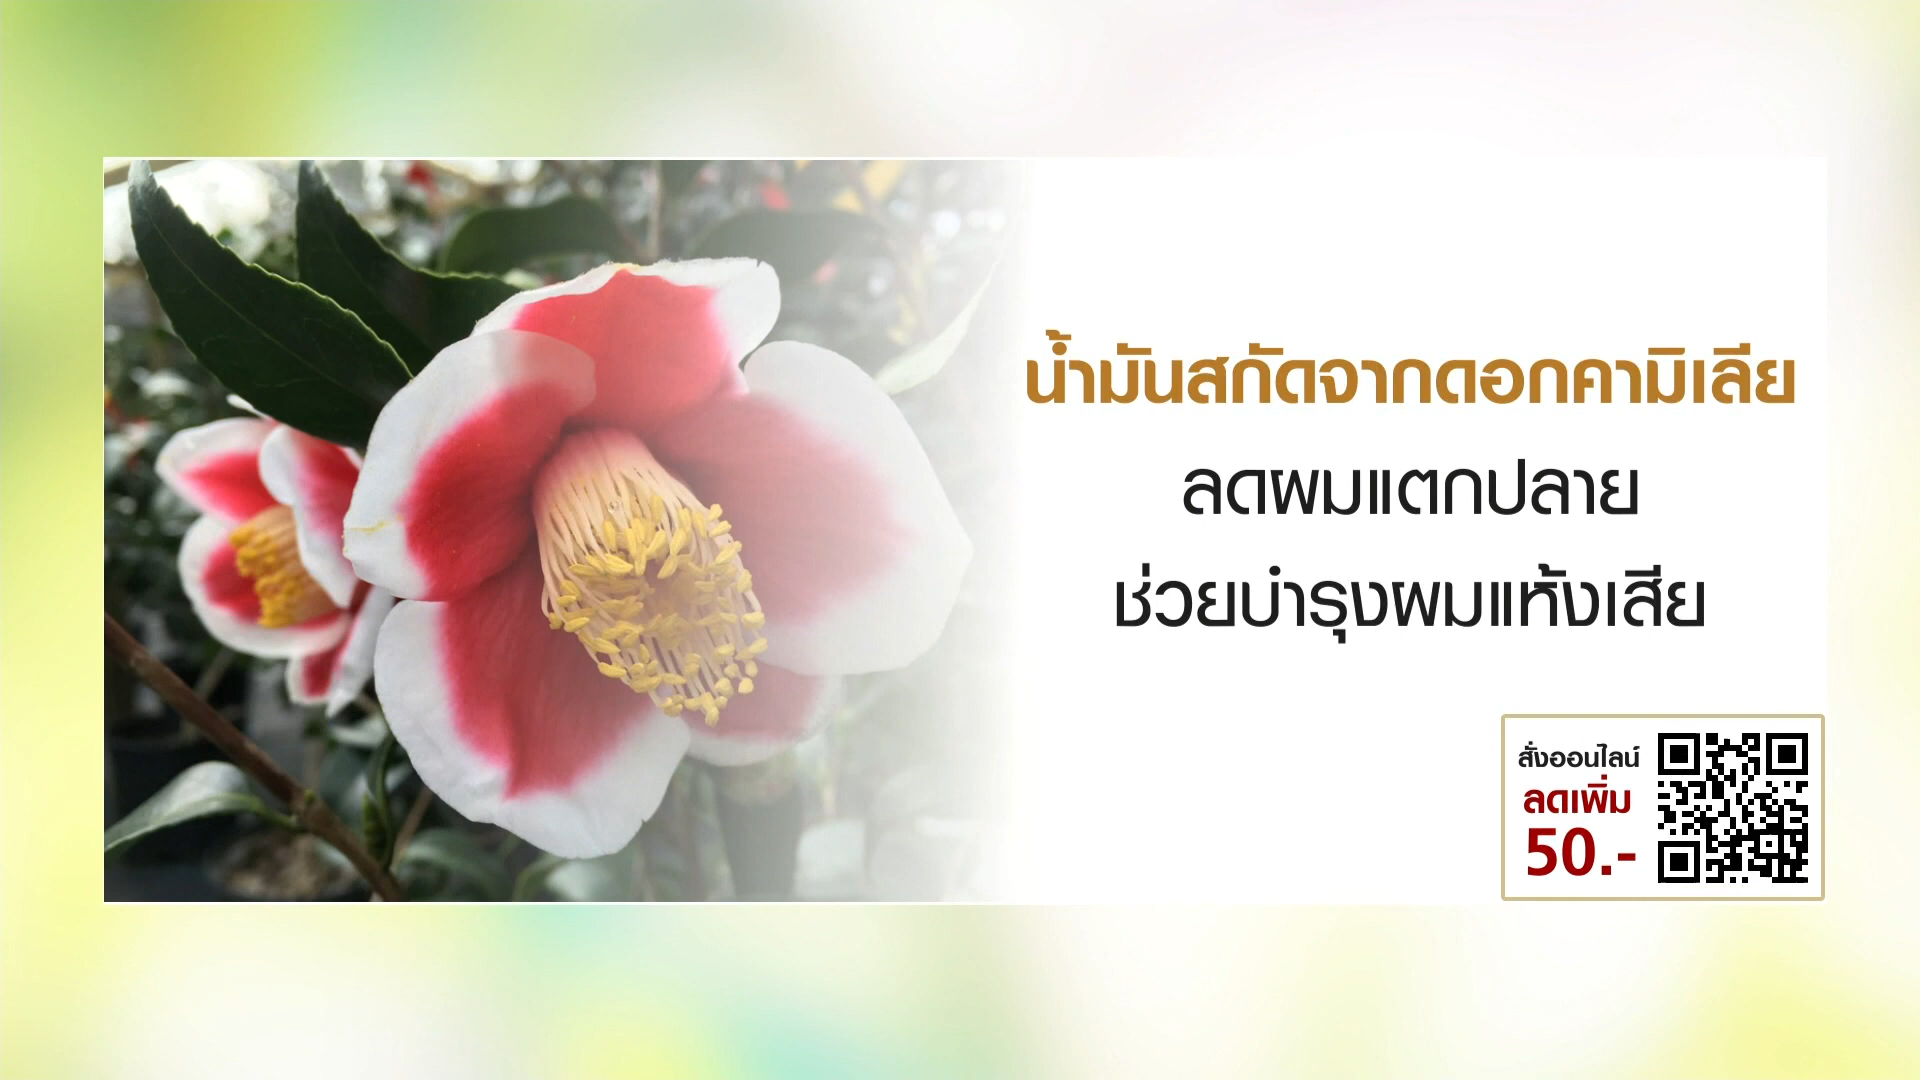 น้ำมันสกัดจากดอกคามิเลีย
ลดผมแตกปลาย
ช่วยบำรุงผมแห้งเสีย
สั่งออนไลน์
ลดเพิ่ม
50.-